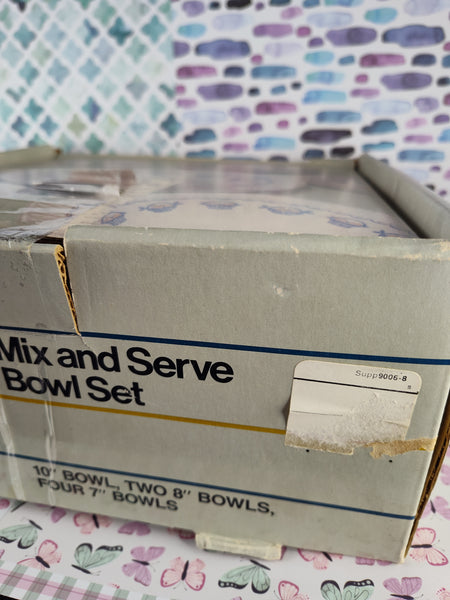 Mix and Serve
Bowl Set
Supp9006-8
10" BOWL, TWO 8" BOWLS,
FOUR 7" BOWLS